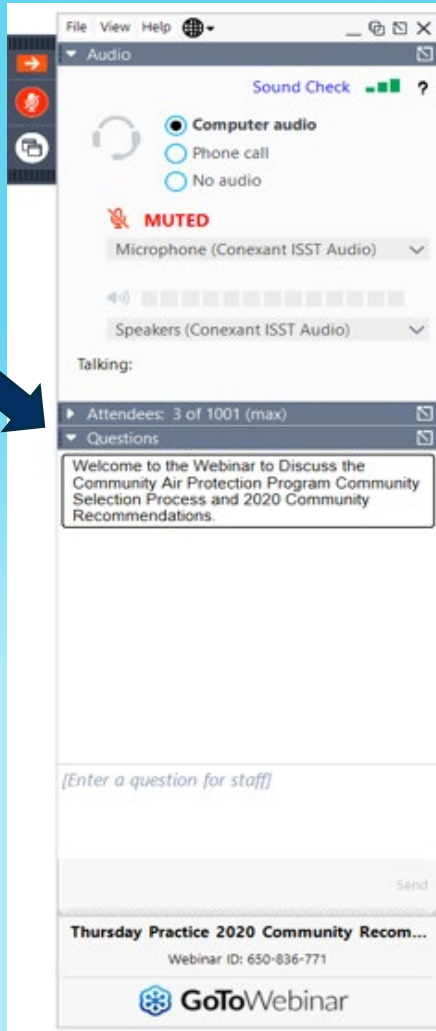 File View Help
Audio
Sound Check ?
Computer audio
Phone call
No audio
MUTED
Microphone (Conexant ISST Audio)
Speakers (Conexant ISST Audio)
Talking:
Attendees: 3 of 1001 (max)
Questions
Welcome to the Webinar to Discuss the
Community Air Protection Program Community
Selection Process and 2020 Community
Recommendations.
[Enter a question for staff]
Send
Thursday Practice 2020 Community Recom...
Webinar ID: 650-836-771
GoToWebinar